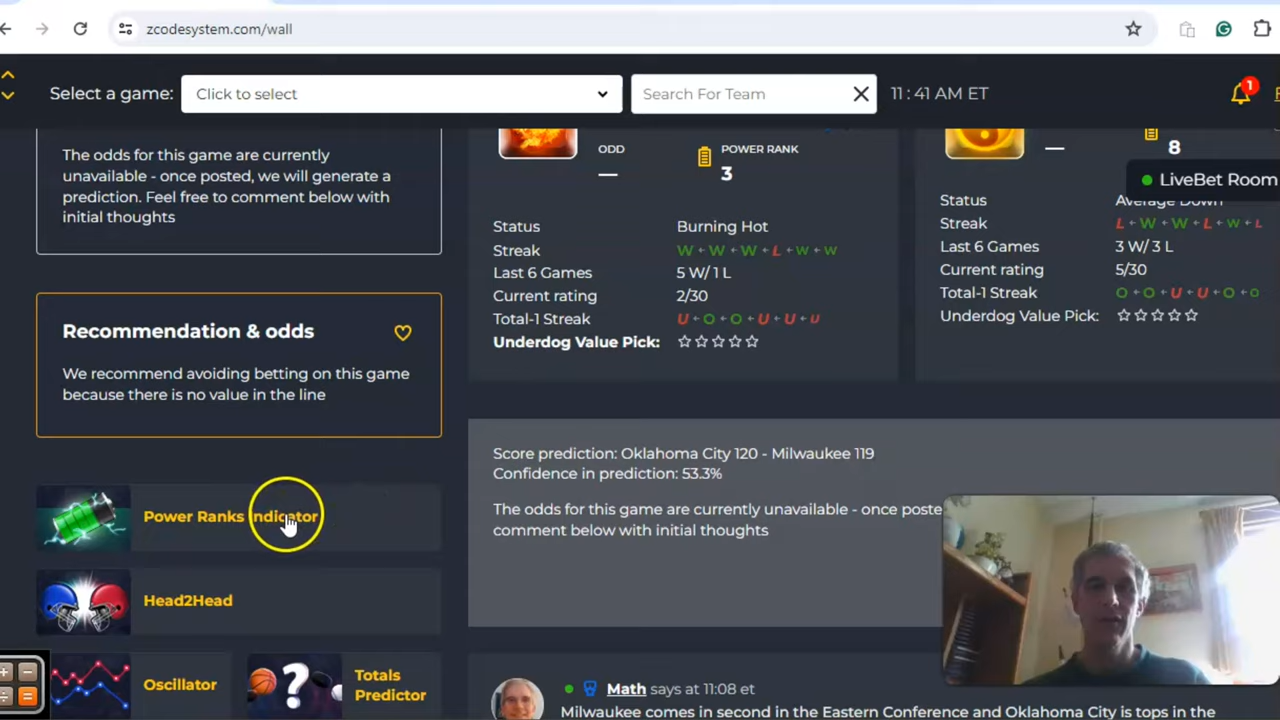 zcodesystem.com/wall
Select a game:
Click to select
Search For Team
11:41 AM ET
1
The odds for this game are currently
unavailable - once posted, we will generate a
prediction. Feel free to comment below with
initial thoughts
Recommendation & odds
We recommend avoiding betting on this game
because there is no value in the line
Power Ranks Indicator
Head2Head
Oscillator
Totals
Predictor
ODD
—
POWER RANK
3
Status Burning Hot
Streak W W W L W W
Last 6 Games 5 W/ 1 L
Current rating 2/30
Total-1 Streak U O O U U U
Underdog Value Pick:
—
8
LiveBet Room
Status Average Down
Streak L W W L W L
Last 6 Games 3 W/ 3 L
Current rating 5/30
Total-1 Streak O O U U O O
Underdog Value Pick:
Score prediction: Oklahoma City 120 - Milwaukee 119
Confidence in prediction: 53.3%
The odds for this game are currently unavailable - once poste
comment below with initial thoughts
Math says at 11:08 et
Milwaukee comes in second in the Eastern Conference and Oklahoma City is tops in the